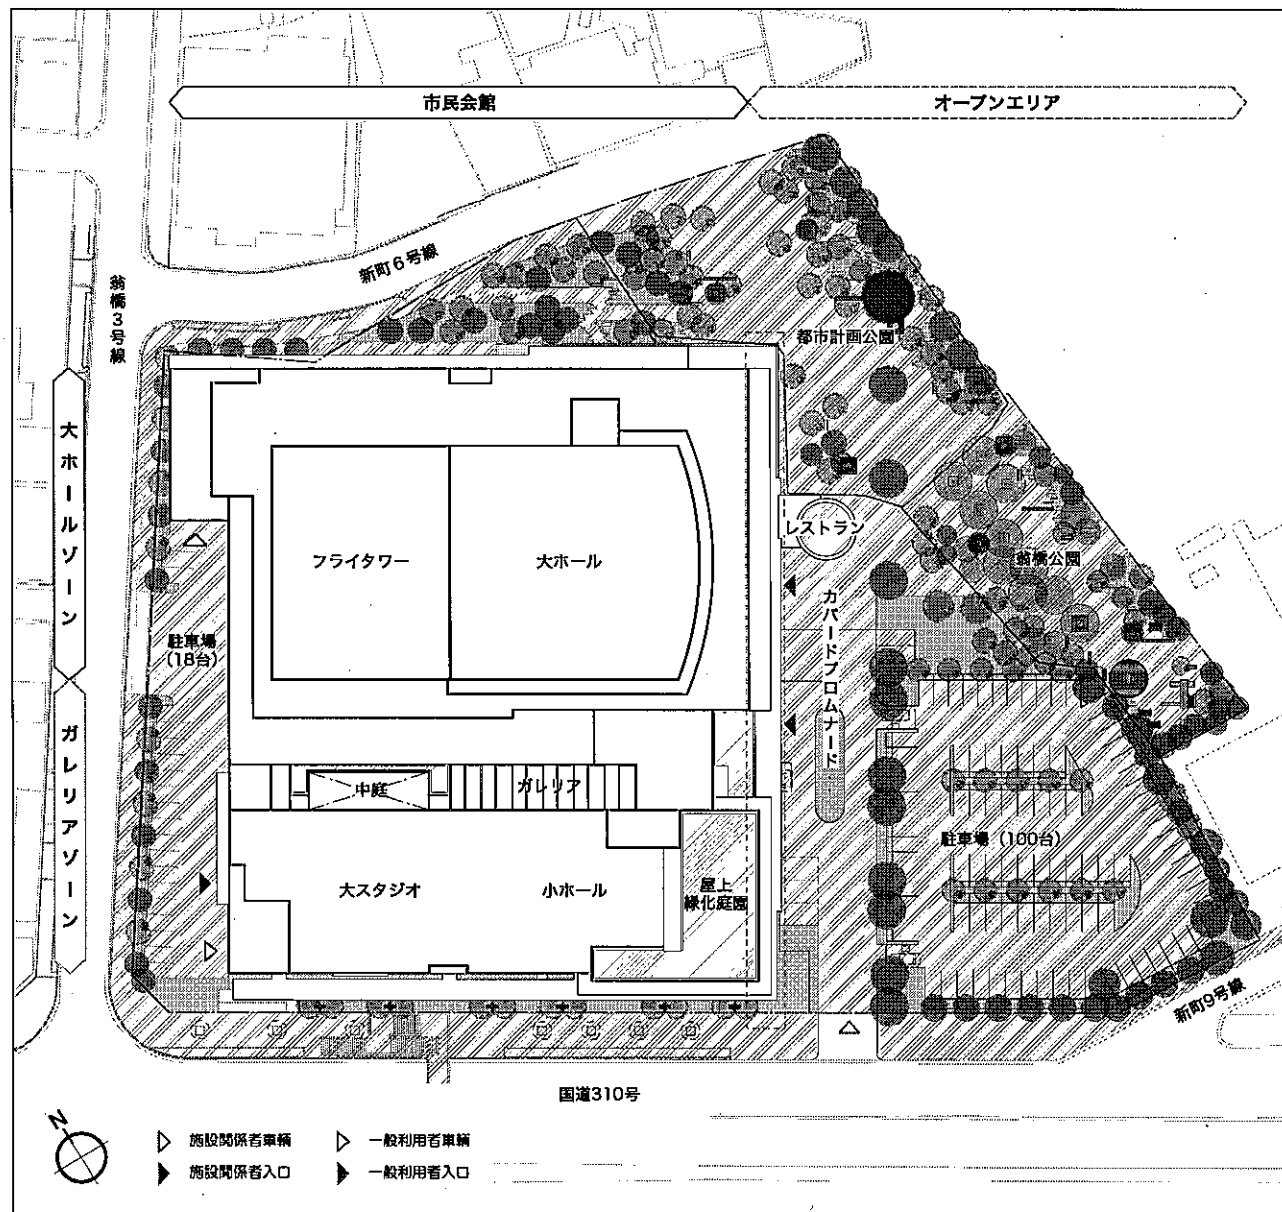 市民会館
オープンエリア
新町6号線
翁橋3号線
都市計画公園
大ホールゾーン
レストラン
フライタワー
大ホール
翁橋公園
カバードプロムナード
駐車場
(18台)
ガレリアゾーン
中庭
ガレリア
駐車場(100台)
大スタジオ
小ホール
屋上
緑化庭園
新町9号線
国道310号
N
施設関係者車輌
一般利用者車輌
施設関係者入口
一般利用者入口